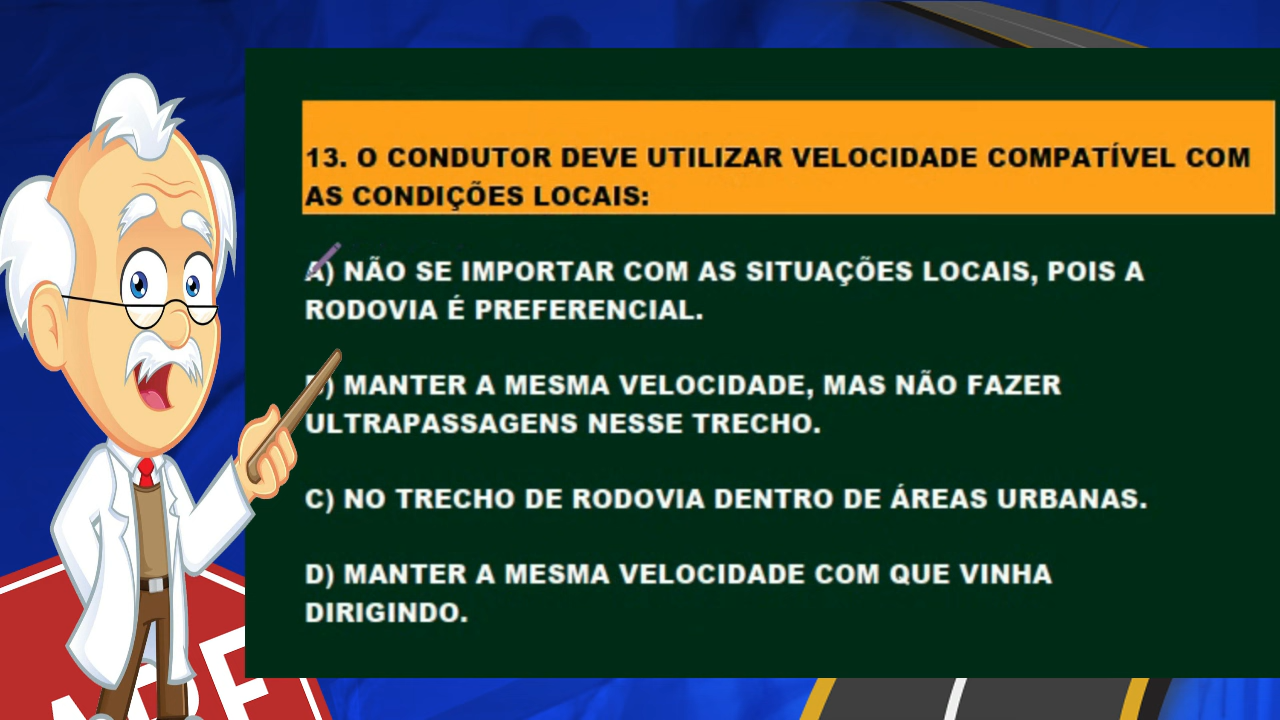 13. O CONDUTOR DEVE UTILIZAR VELOCIDADE COMPATÍVEL COM
AS CONDIÇÕES LOCAIS:
A) NÃO SE IMPORTAR COM AS SITUAÇÕES LOCAIS, POIS A
RODOVIA É PREFERENCIAL.
B) MANTER A MESMA VELOCIDADE, MAS NÃO FAZER
ULTRAPASSAGENS NESSE TRECHO.
C) NO TRECHO DE RODOVIA DENTRO DE ÁREAS URBANAS.
D) MANTER A MESMA VELOCIDADE COM QUE VINHA
DIRIGINDO.